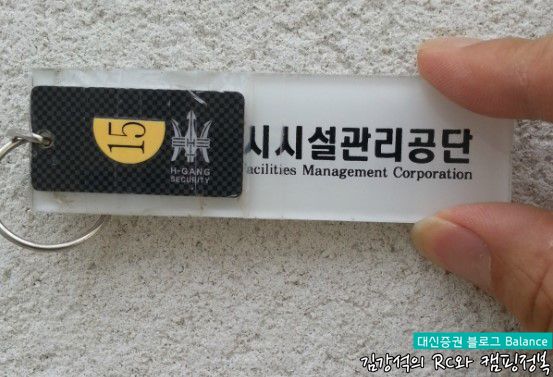 15
H-GANG
SECURITY
시시설관리공단
acilities Management Corporation
대신증권 블로그 Balance
김강석의 RC와 캠핑정복